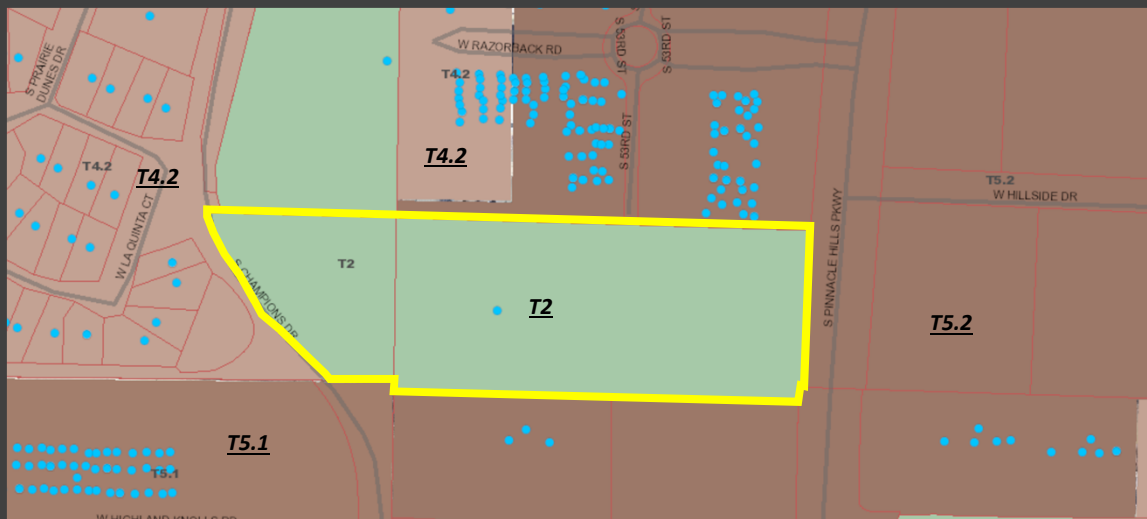 W RAZORBACK RD
S 53RD ST
S 53RD ST
S PRAIRIE
DUNES DR
T4.2
T4.2
S 53RD ST
T4.2
T4.2
T5.2
W HILLSIDE DR
W LA QUINTA CT
S PINNACLE HILLS PKWY
T2
S CHAMPIONS DR
T2
T5.2
T5.1
T5.1
W HIGHLAND KNOLLS RD